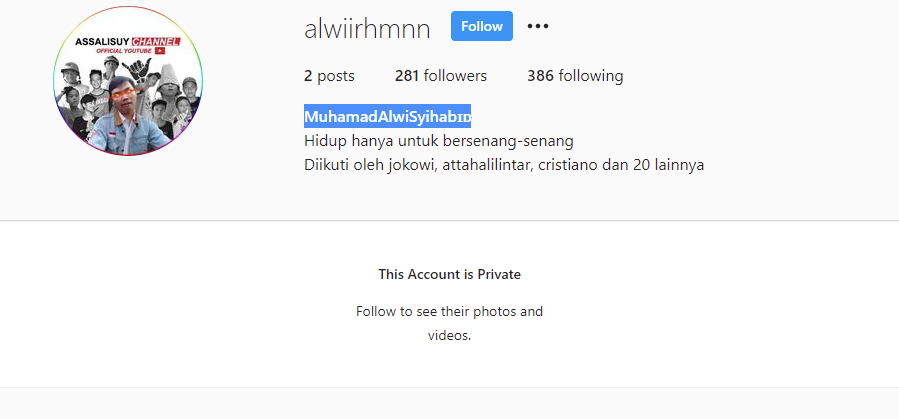 ASSALISUY CHANNEL
OFFICIAL YOUTUBE
alwiirhmnn Follow
2 posts 281 followers 386 following
MuhamadAlwiSyihabɪᴅ
Hidup hanya untuk bersenang-senang
Diikuti oleh jokowi, attahalilintar, cristiano dan 20 lainnya
This Account is Private
Follow to see their photos and
videos.